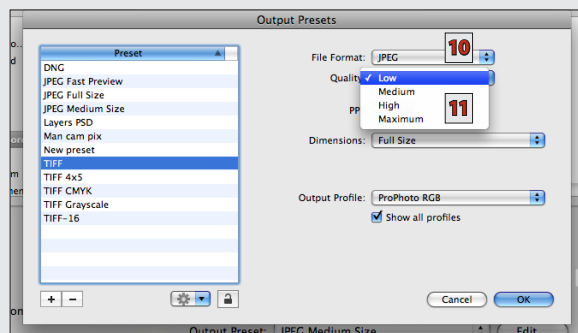 Output Presets
Preset
DNG
JPEG Fast Preview
JPEG Full Size
JPEG Medium Size
Layers PSD
Man cam pix
New preset
TIFF
TIFF 4x5
TIFF CMYK
TIFF Grayscale
TIFF-16
File Format: JPEG
10
Quality
✓ Low
Medium
High
Maximum
11
PP
Dimensions: Full Size
Output Profile: ProPhoto RGB
Show all profiles
+ −
Cancel
OK
Output Preset: JPEG Medium Size
Edit